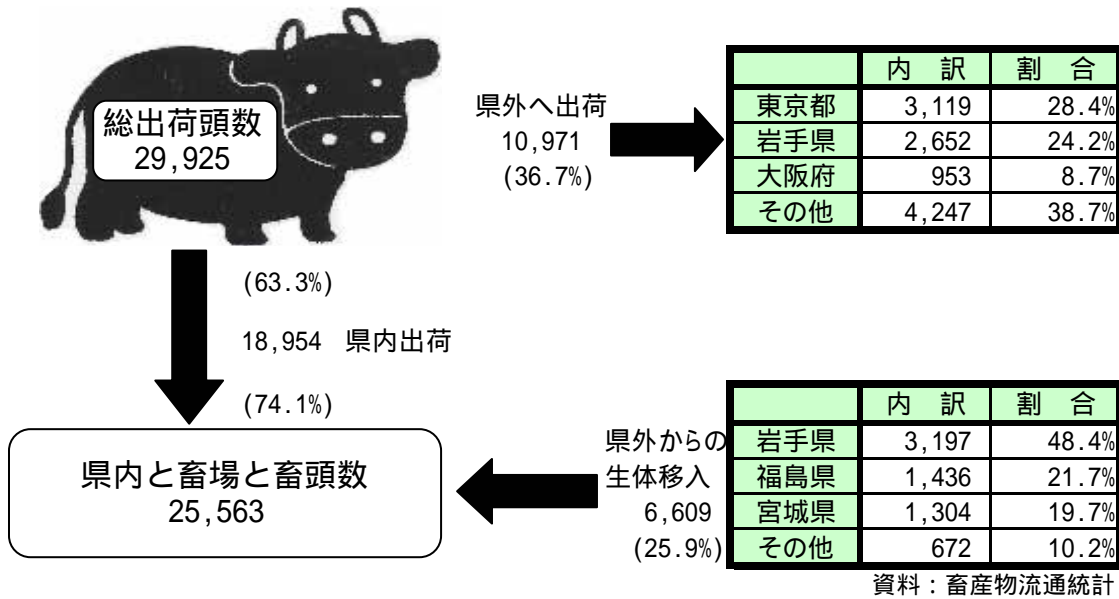 総出荷頭数
29,925
県外へ出荷
10,971
(36.7%)
内 訳 割 合
東京都 3,119 28.4%
岩手県 2,652 24.2%
大阪府 953 8.7%
その他 4,247 38.7%
(63.3%)
18,954 県内出荷
(74.1%)
県内と畜場と畜頭数
25,563
県外からの
生体移入
6,609
(25.9%)
内 訳 割 合
岩手県 3,197 48.4%
福島県 1,436 21.7%
宮城県 1,304 19.7%
その他 672 10.2%
資料：畜産物流通統計